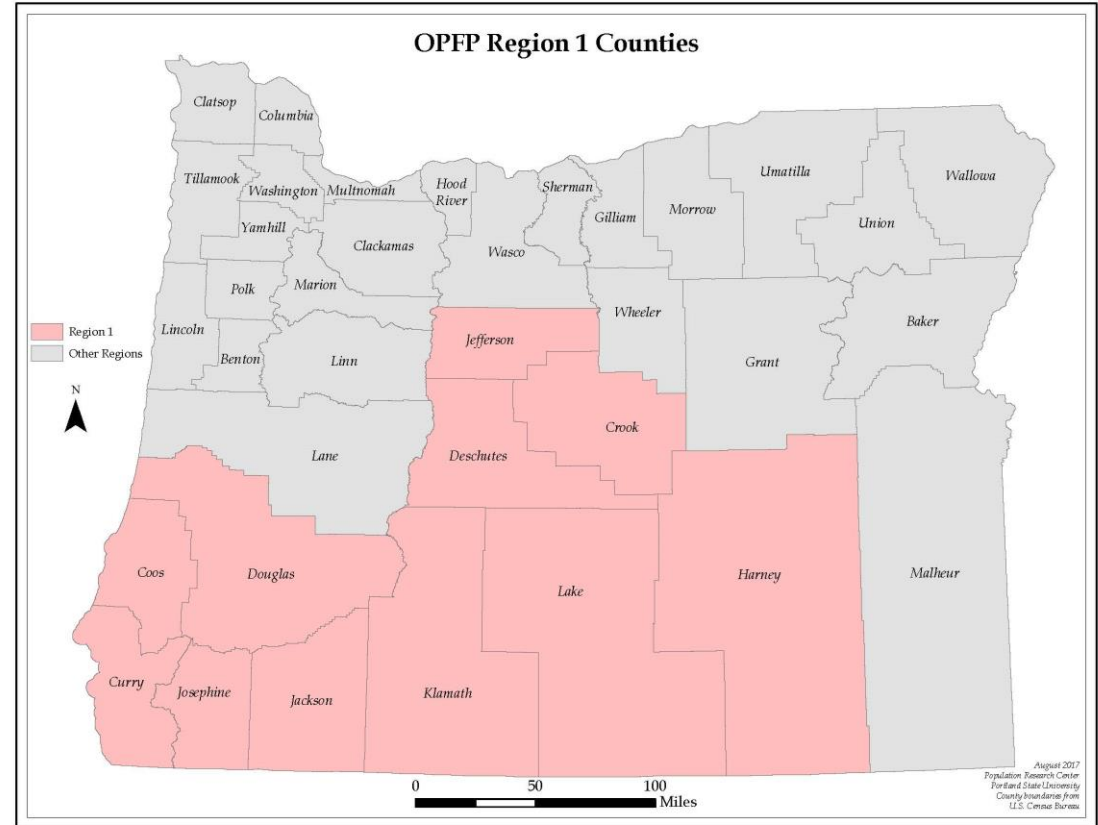 OPFP Region 1 Counties
Clatsop
Columbia
Tillamook
Washington
Multnomah
Hood
River
Sherman
Gilliam
Morrow
Umatilla
Wallowa
Union
Yamhill
Clackamas
Wasco
Polk
Marion
Wheeler
Baker
Lincoln
Benton
Linn
Jefferson
Grant
Region 1
Other Regions
N
Lane
Deschutes
Crook
Coos
Douglas
Lake
Harney
Malheur
Curry
Josephine
Jackson
Klamath
0 50 100
Miles
August 2017
Population Research Center
Portland State University
County boundaries from
U.S. Census Bureau